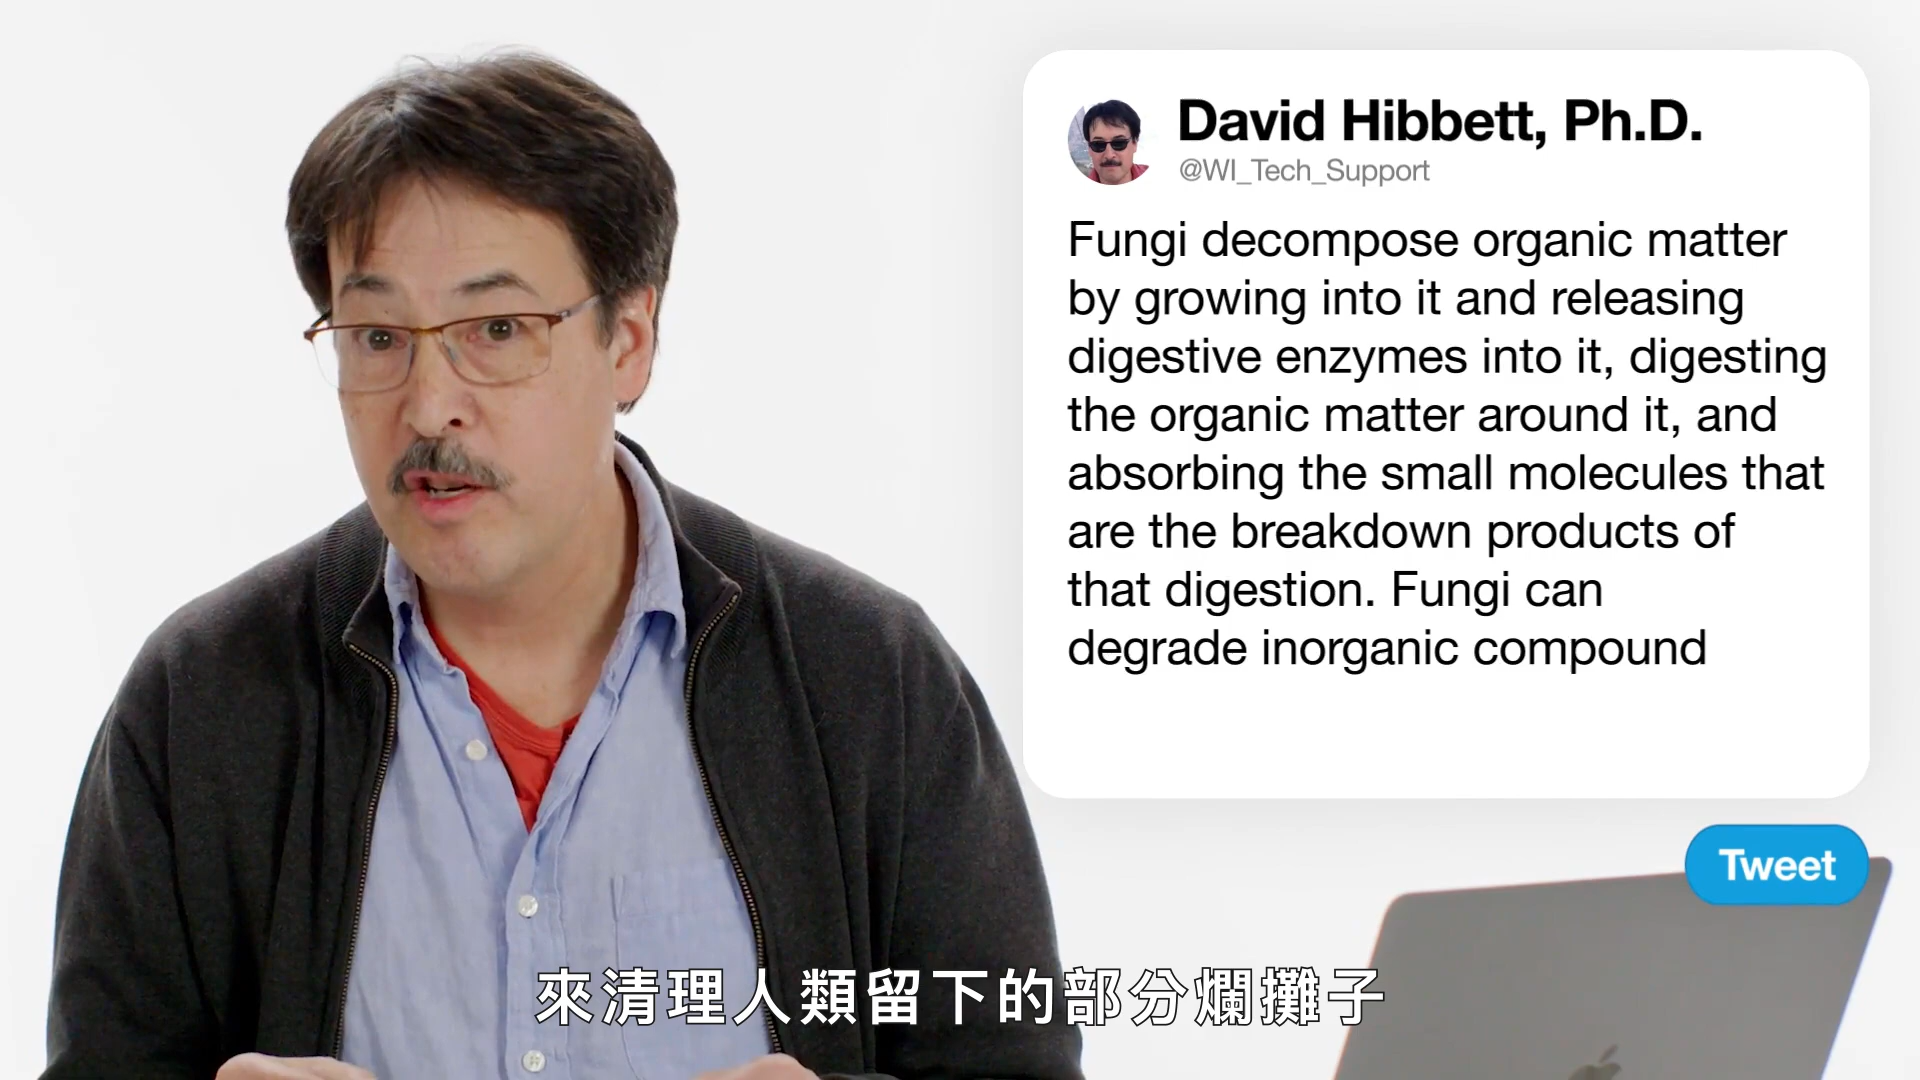 David Hibbett, Ph.D.
@WI_Tech_Support
Fungi decompose organic matter
by growing into it and releasing
digestive enzymes into it, digesting
the organic matter around it, and
absorbing the small molecules that
are the breakdown products of
that digestion. Fungi can
degrade inorganic compound
Tweet
來清理人類留下的部分爛攤子